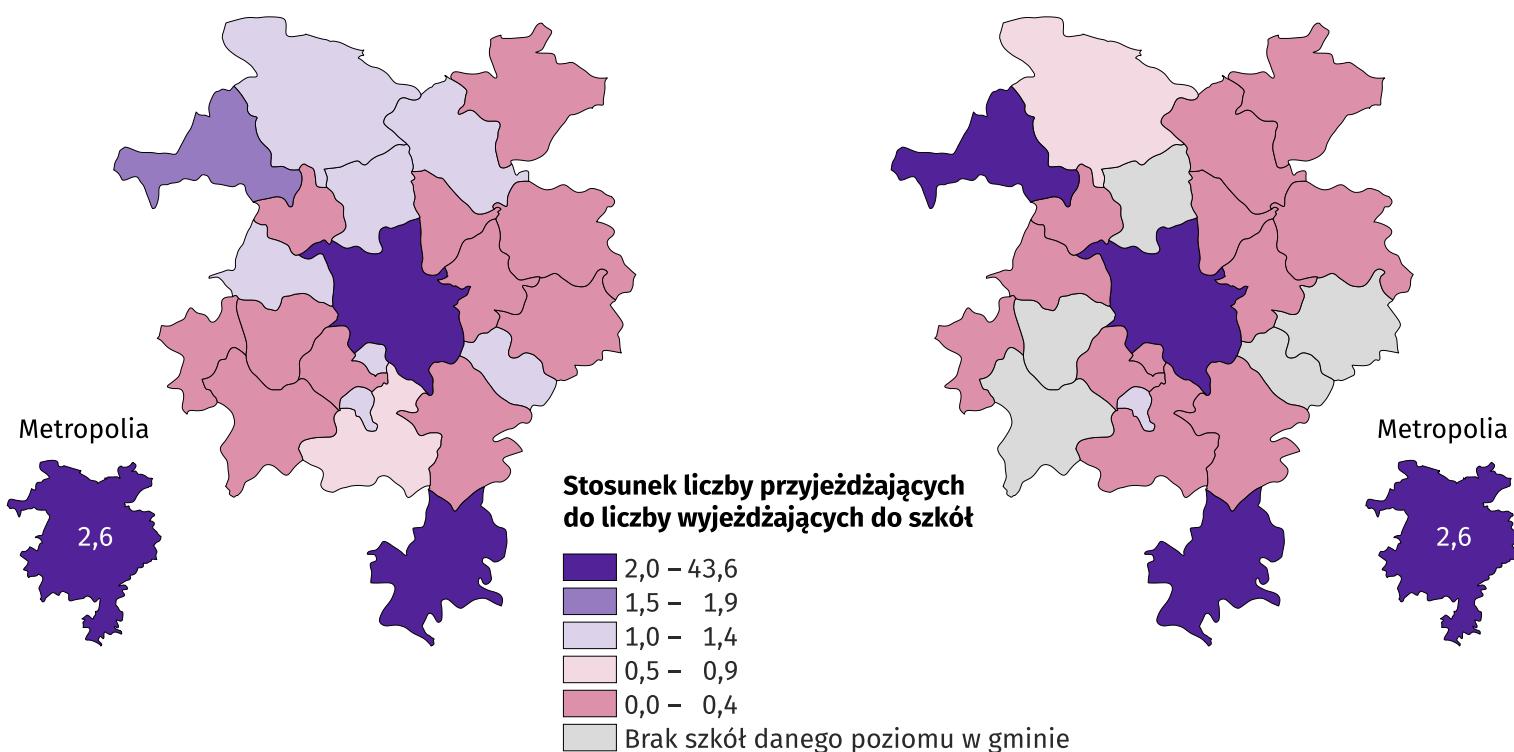 Metropolia
2,6
Metropolia
2,6
Stosunek liczby przyjeżdżających
do liczby wyjeżdżających do szkół
2,0 – 43,6
1,5 – 1,9
1,0 – 1,4
0,5 – 0,9
0,0 – 0,4
Brak szkół danego poziomu w gminie